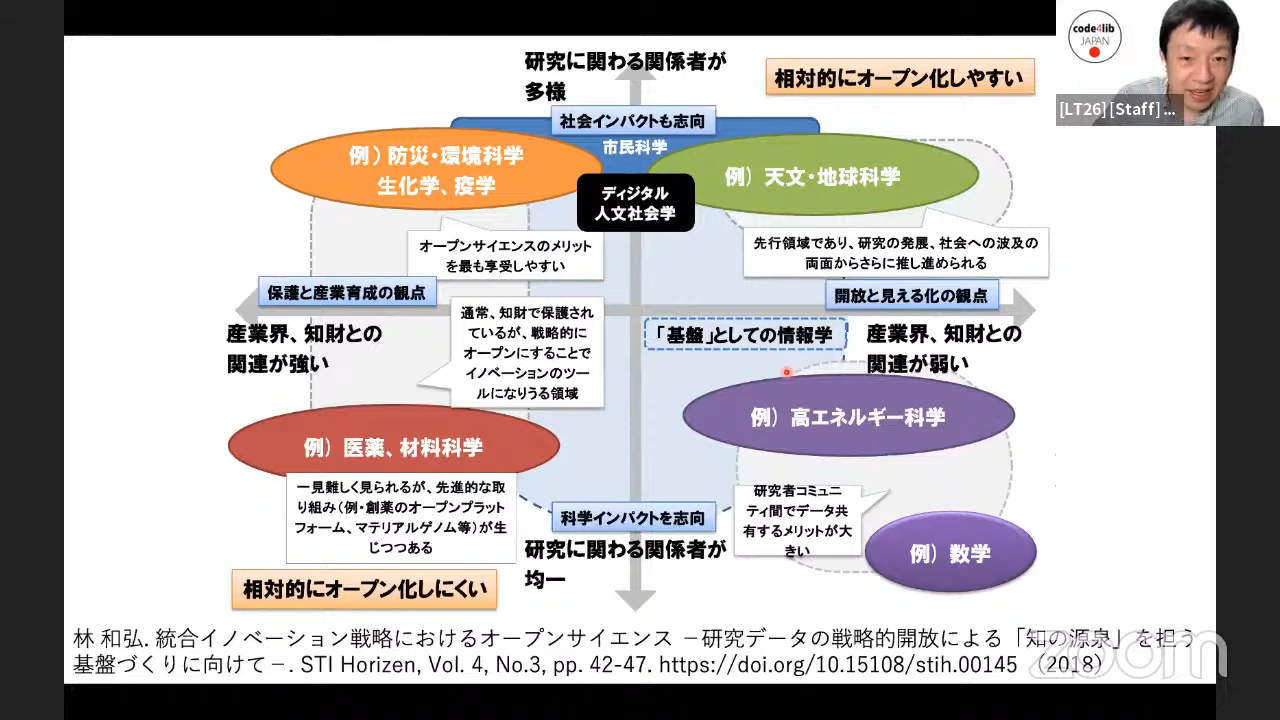 研究に関わる関係者が
多様
相対的にオープン化しやすい
code4lib
JAPAN
[LT26] [Staff] ...
社会インパクトも志向
市民科学
例）防災・環境科学
生化学、疫学
例）天文・地球科学
ディジタル
人文社会学
オープンサイエンスのメリット
を最も享受しやすい
先行領域であり、研究の発展、社会への波及の
両面からさらに推し進められる
保護と産業育成の観点
開放と見える化の観点
産業界、知財との
関連が強い
通常、知財で保護され
ているが、戦略的に
オープンにすることで
イノベーションのツー
ルになりうる領域
「基盤」としての情報学
産業界、知財との
関連が弱い
例）高エネルギー科学
例）医薬、材料科学
一見難しく見られるが、先進的な取
り組み（例・創薬のオープンプラット
フォーム、マテリアルゲノム等）が生
じつつある
研究者コミュニ
ティ間でデータ共
有するメリットが大
きい
科学インパクトを志向
研究に関わる関係者が
均一
例）数学
相対的にオープン化しにくい
林 和弘. 統合イノベーション戦略におけるオープンサイエンス －研究データの戦略的開放による「知の源泉」を担う
基盤づくりに向けて－. STI Horizen, Vol. 4, No.3, pp. 42-47. https://doi.org/10.15108/stih.00145 （2018）
zoom